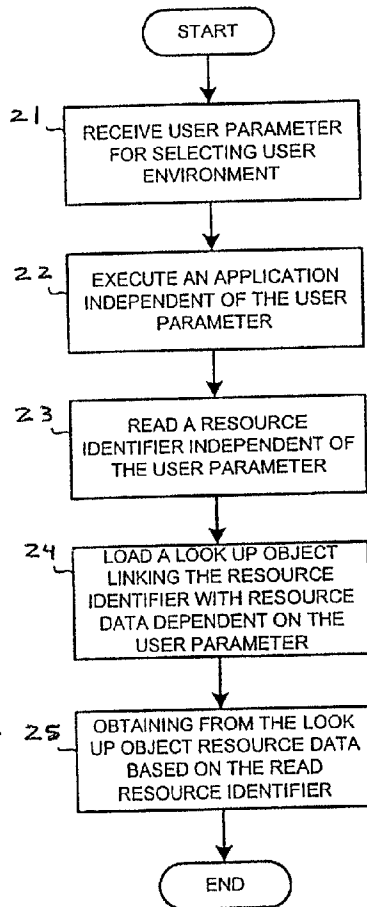 START
21
RECEIVE USER PARAMETER
FOR SELECTING USER
ENVIRONMENT
22
EXECUTE AN APPLICATION
INDEPENDENT OF THE USER
PARAMETER
23
READ A RESOURCE
IDENTIFIER INDEPENDENT OF
THE USER PARAMETER
24
LOAD A LOOK UP OBJECT
LINKING THE RESOURCE
IDENTIFIER WITH RESOURCE
DATA DEPENDENT ON THE
USER PARAMETER
25
OBTAINING FROM THE LOOK
UP OBJECT RESOURCE DATA
BASED ON THE READ
RESOURCE IDENTIFIER
END